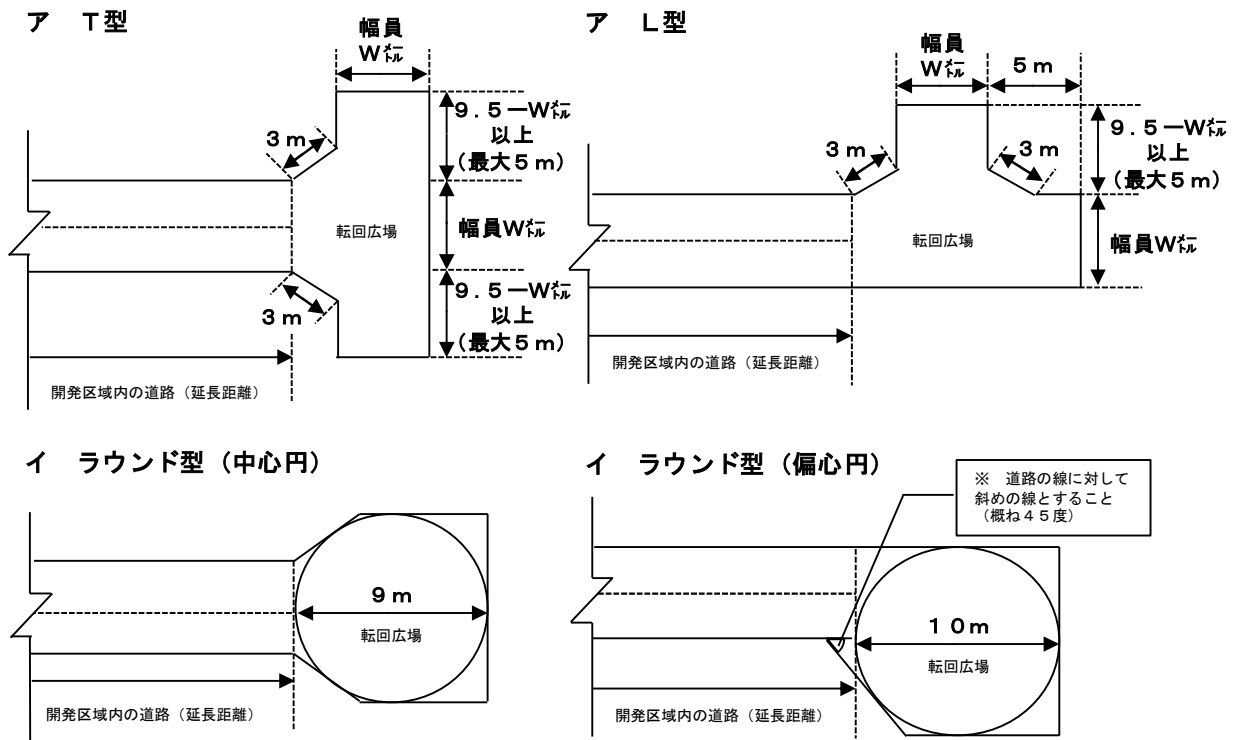 ア T型
幅員
W㍍
3m
9.5－W㍍
以上
(最大5m)
転回広場
幅員W㍍
3m
9.5－W㍍
以上
(最大5m)
開発区域内の道路（延長距離）
ア L型
幅員
W㍍
5m
3m
3m
9.5－W㍍
以上
(最大5m)
転回広場
幅員W㍍
開発区域内の道路（延長距離）
イ ラウンド型（中心円）
9m
転回広場
開発区域内の道路（延長距離）
イ ラウンド型（偏心円）
※ 道路の線に対して
斜めの線とすること
（概ね45度）
10m
転回広場
開発区域内の道路（延長距離）